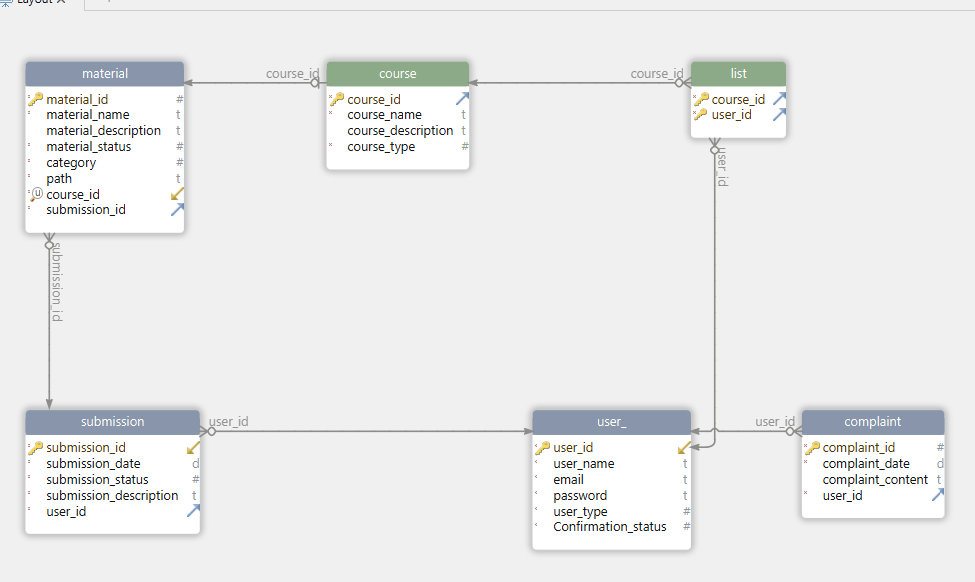 Layout
material
material_id #
material_name t
material_description t
material_status #
category #
path t
course_id
submission_id
course_id
course
course_id
course_name t
course_description t
course_type #
course_id
list
course_id
user_id
user_id
submission_id
submission
submission_id
submission_date d
submission_status #
submission_description t
user_id
user_id
user_
user_id
user_name t
email t
password t
user_type #
Confirmation_status #
user_id
complaint
complaint_id #
complaint_date d
complaint_content t
user_id